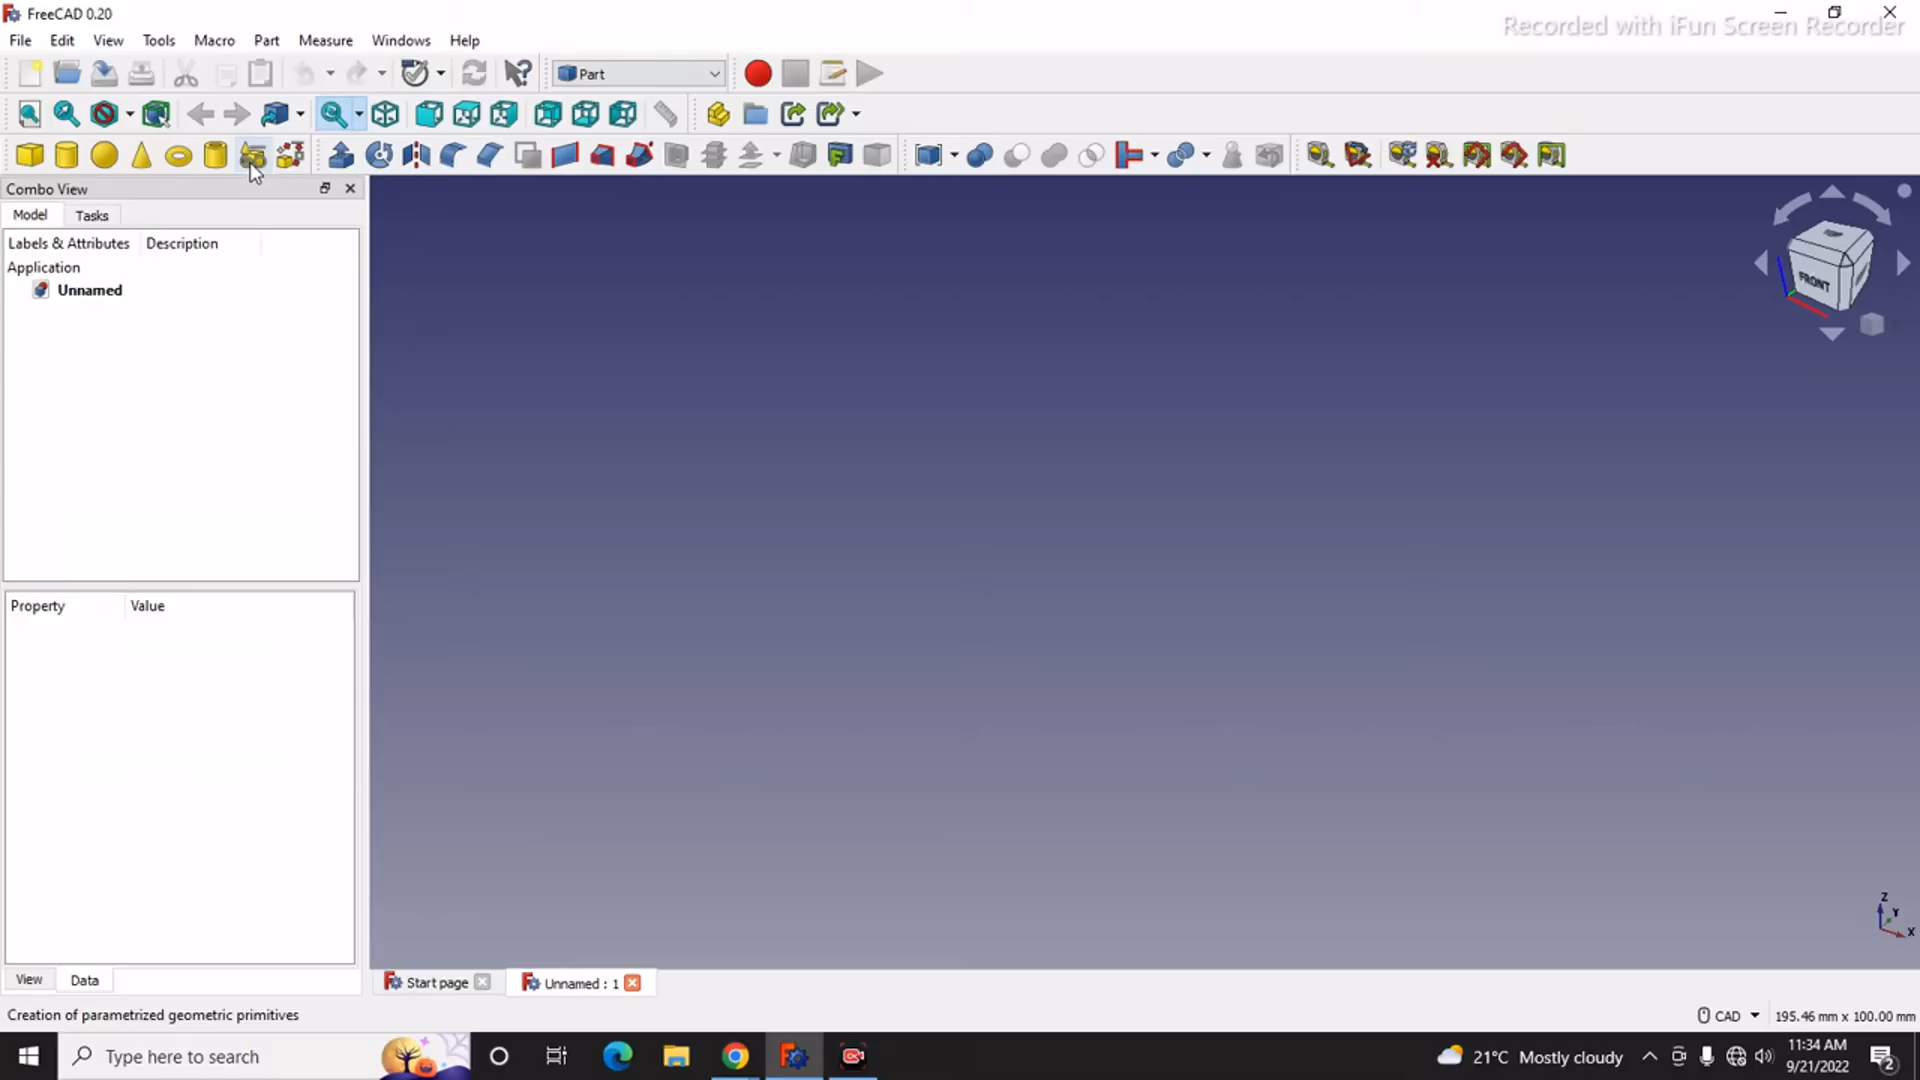 FreeCAD 0.20
Recorded with iFun Screen Recorder
File Edit View Tools Macro Part Measure Windows Help
Part
Combo View
Model Tasks
Labels & Attributes Description
Application
Unnamed
FRONT
Property Value
Z
Y
X
View Data
Start page Unnamed : 1
Creation of parametrized geometric primitives
CAD 195.46 mm x 100.00 mm
Type here to search
21°C Mostly cloudy
11:34 AM
9/21/2022
2